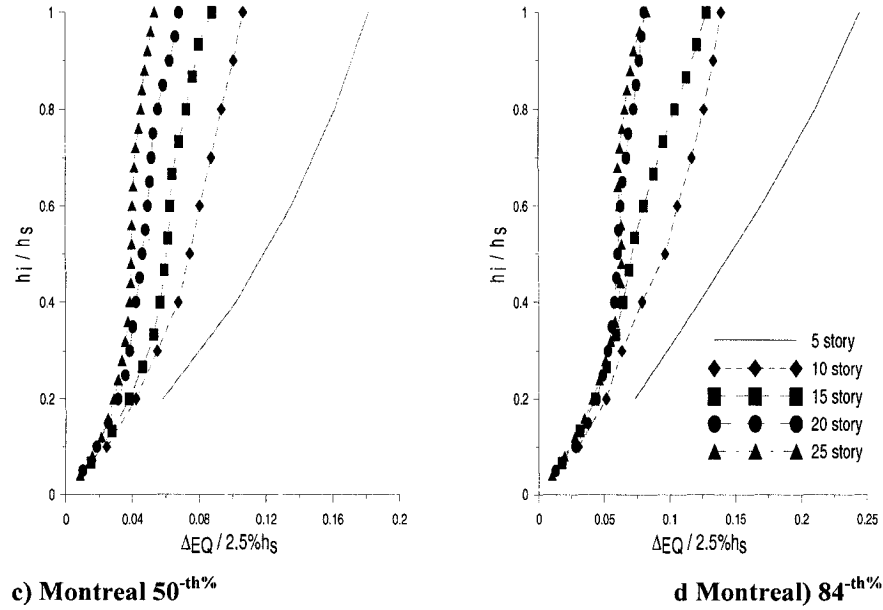 1
0.8
0.6
0.4
0.2
0
hi / hs
0
0.04
0.08
0.12
0.16
0.2
ΔEQ / 2.5%hs
c) Montreal 50-th%
1
0.8
0.6
0.4
0.2
0
hi / hs
5 story
10 story
15 story
20 story
25 story
0
0.05
0.1
0.15
0.2
0.25
ΔEQ / 2.5%hs
d Montreal) 84-th%